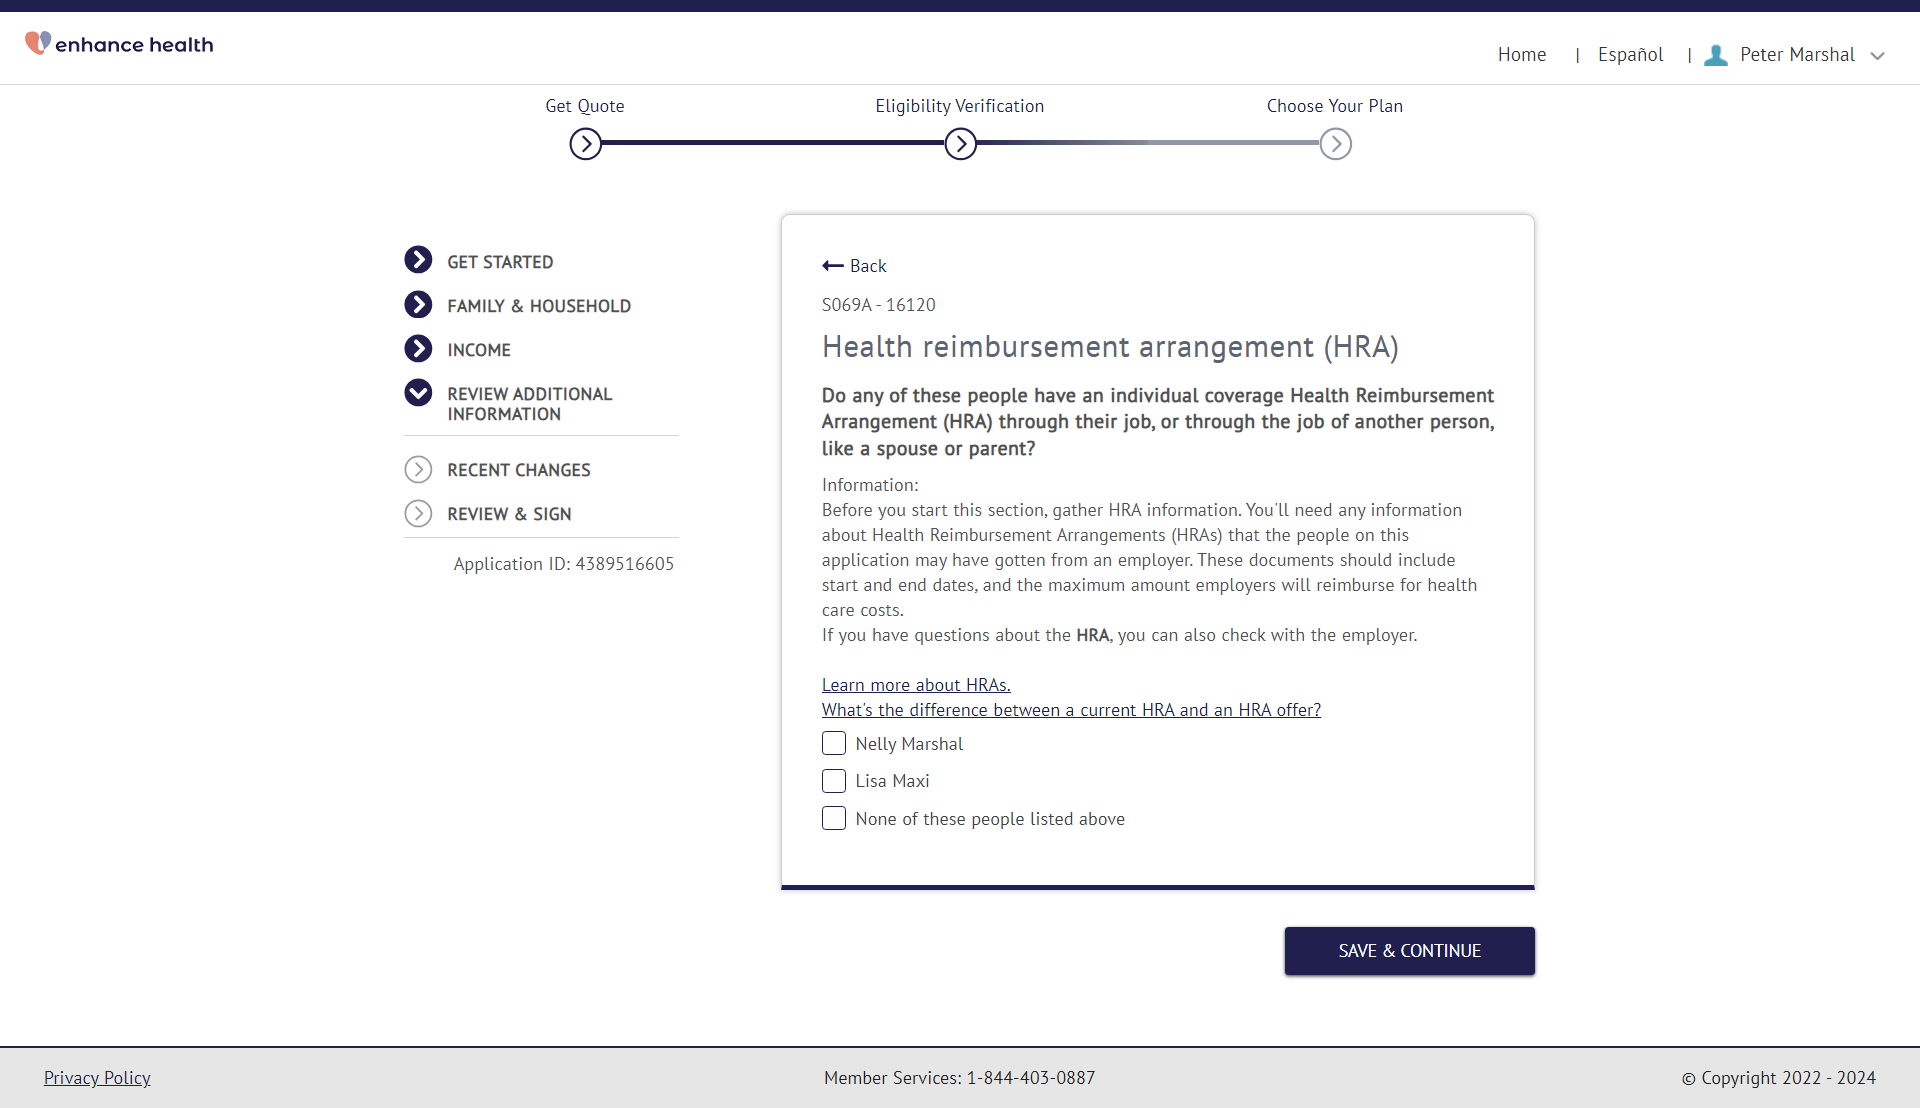 enhance health
Home | Español | Peter Marshal
Get Quote
Eligibility Verification
Choose Your Plan
GET STARTED
FAMILY & HOUSEHOLD
INCOME
REVIEW ADDITIONAL
INFORMATION
RECENT CHANGES
REVIEW & SIGN
Application ID: 4389516605
Back
S069A - 16120
Health reimbursement arrangement (HRA)
Do any of these people have an individual coverage Health Reimbursement
Arrangement (HRA) through their job, or through the job of another person,
like a spouse or parent?
Information:
Before you start this section, gather HRA information. You'll need any information
about Health Reimbursement Arrangements (HRAs) that the people on this
application may have gotten from an employer. These documents should include
start and end dates, and the maximum amount employers will reimburse for health
care costs.
If you have questions about the HRA, you can also check with the employer.
Learn more about HRAs.
What's the difference between a current HRA and an HRA offer?
Nelly Marshal
Lisa Maxi
None of these people listed above
SAVE & CONTINUE
Privacy Policy
Member Services: 1-844-403-0887
© Copyright 2022 - 2024